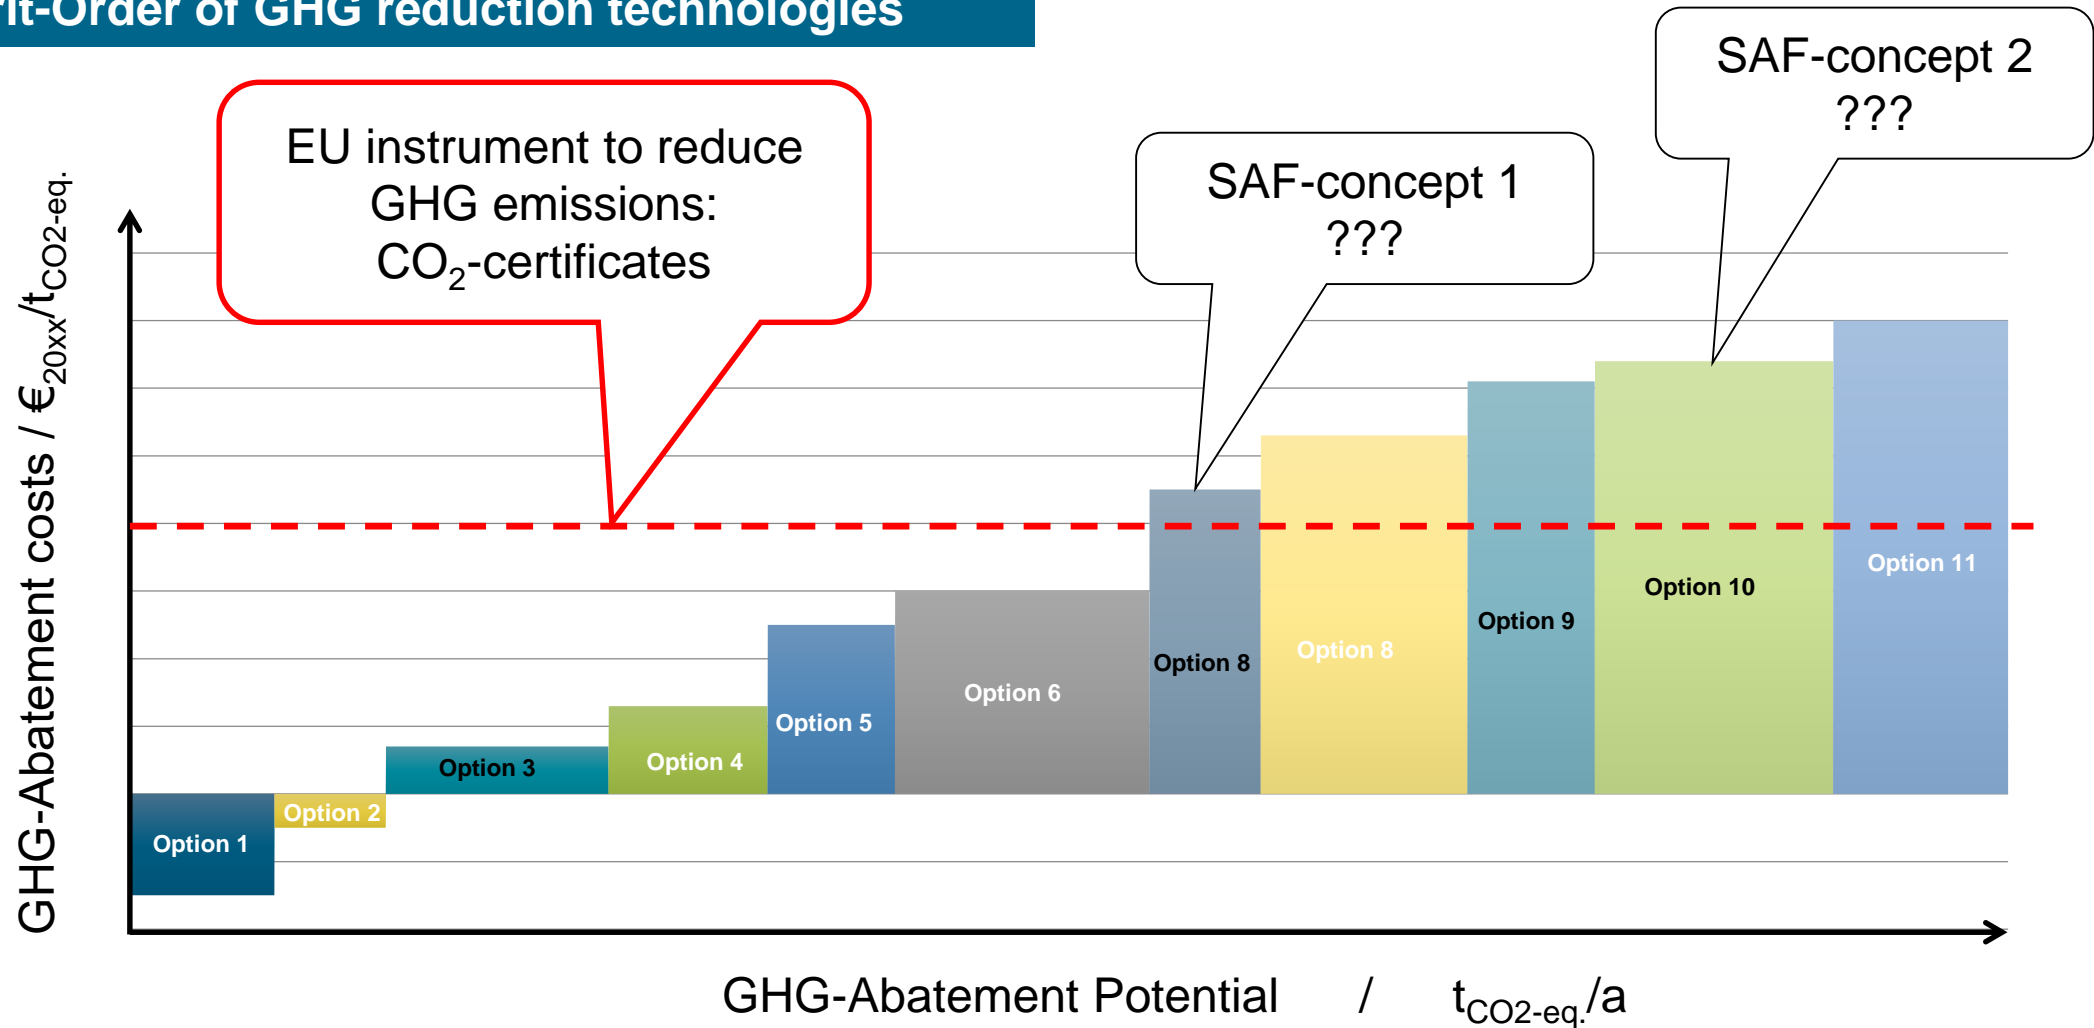 rit-Order of GHG reduction technologies
SAF-concept 2
???
EU instrument to reduce
GHG emissions:
CO₂-certificates
SAF-concept 1
???
GHG-Abatement costs / €20xx/tCO2-eq.
Option 1
Option 2
Option 3
Option 4
Option 5
Option 6
Option 8
Option 8
Option 9
Option 10
Option 11
GHG-Abatement Potential / tCO2-eq./a